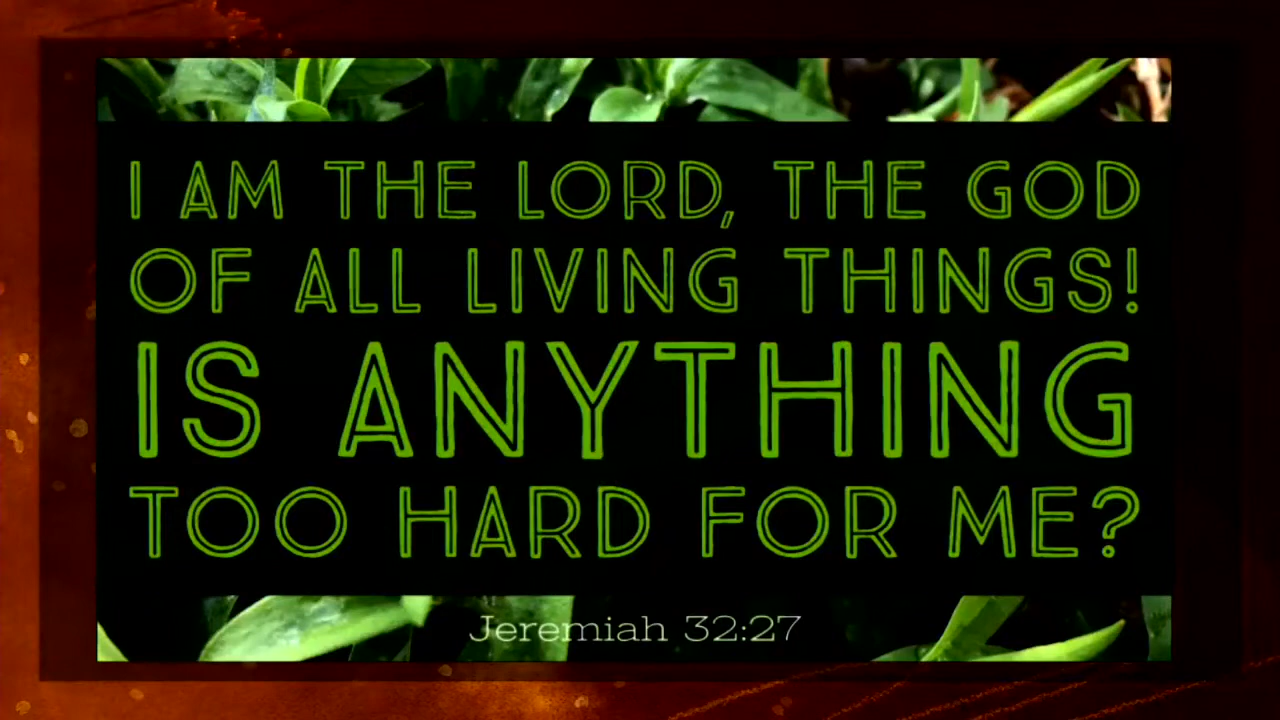 I AM THE LORD, THE GOD
OF ALL LIVING THINGS!
IS ANYTHING
TOO HARD FOR ME?
Jeremiah 32:27